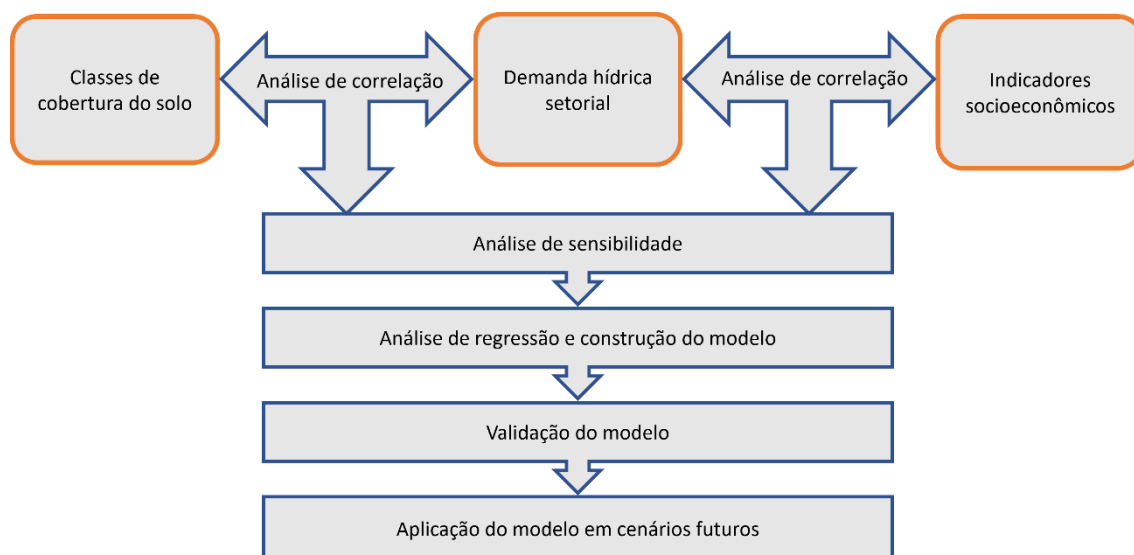 Classes de
cobertura do solo
Análise de correlação
Demanda hídrica
setorial
Análise de correlação
Indicadores
socioeconômicos
Análise de sensibilidade
Análise de regressão e construção do modelo
Validação do modelo
Aplicação do modelo em cenários futuros